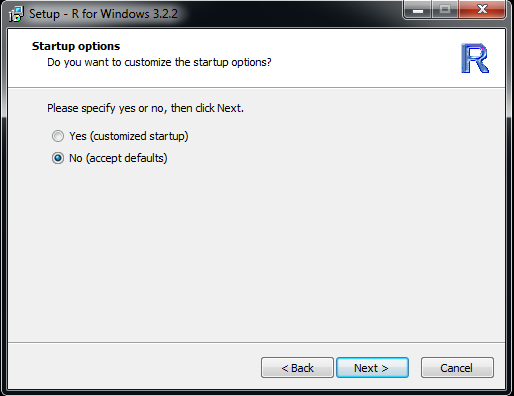 Setup - R for Windows 3.2.2
Startup options
Do you want to customize the startup options?
R
Please specify yes or no, then click Next.
Yes (customized startup)
No (accept defaults)
< Back Next > Cancel